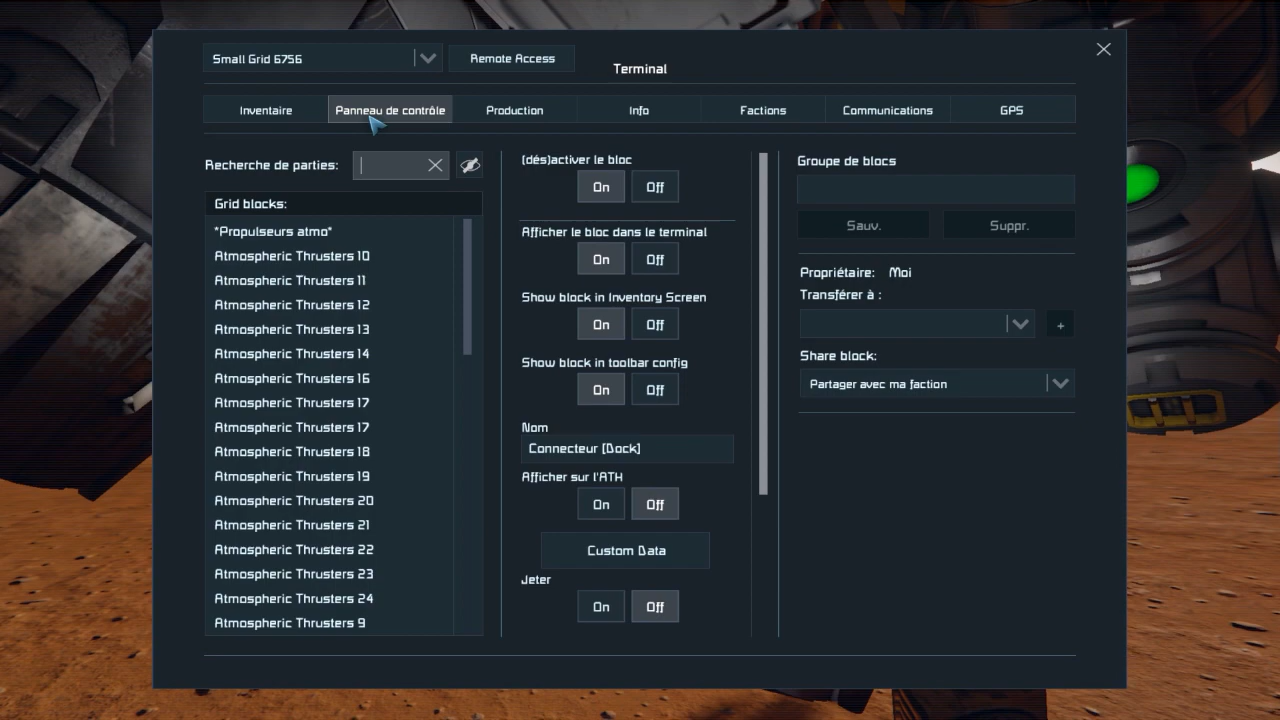 Small Grid 6756
Remote Access
Terminal
Inventaire
Panneau de contrôle
Production
Info
Factions
Communications
GPS
Recherche de parties:
Grid blocks:
*Propulseurs atmo*
Atmospheric Thrusters 10
Atmospheric Thrusters 11
Atmospheric Thrusters 12
Atmospheric Thrusters 13
Atmospheric Thrusters 14
Atmospheric Thrusters 16
Atmospheric Thrusters 17
Atmospheric Thrusters 17
Atmospheric Thrusters 18
Atmospheric Thrusters 19
Atmospheric Thrusters 20
Atmospheric Thrusters 21
Atmospheric Thrusters 22
Atmospheric Thrusters 23
Atmospheric Thrusters 24
Atmospheric Thrusters 9
(dés)activer le bloc
On Off
Afficher le bloc dans le terminal
On Off
Show block in Inventory Screen
On Off
Show block in toolbar config
On Off
Nom
Connecteur [Dock]
Afficher sur l'ATH
On Off
Custom Data
Jeter
On Off
Groupe de blocs
Sauv. Suppr.
Propriétaire: Moi
Transférer à :
+
Share block:
Partager avec ma faction